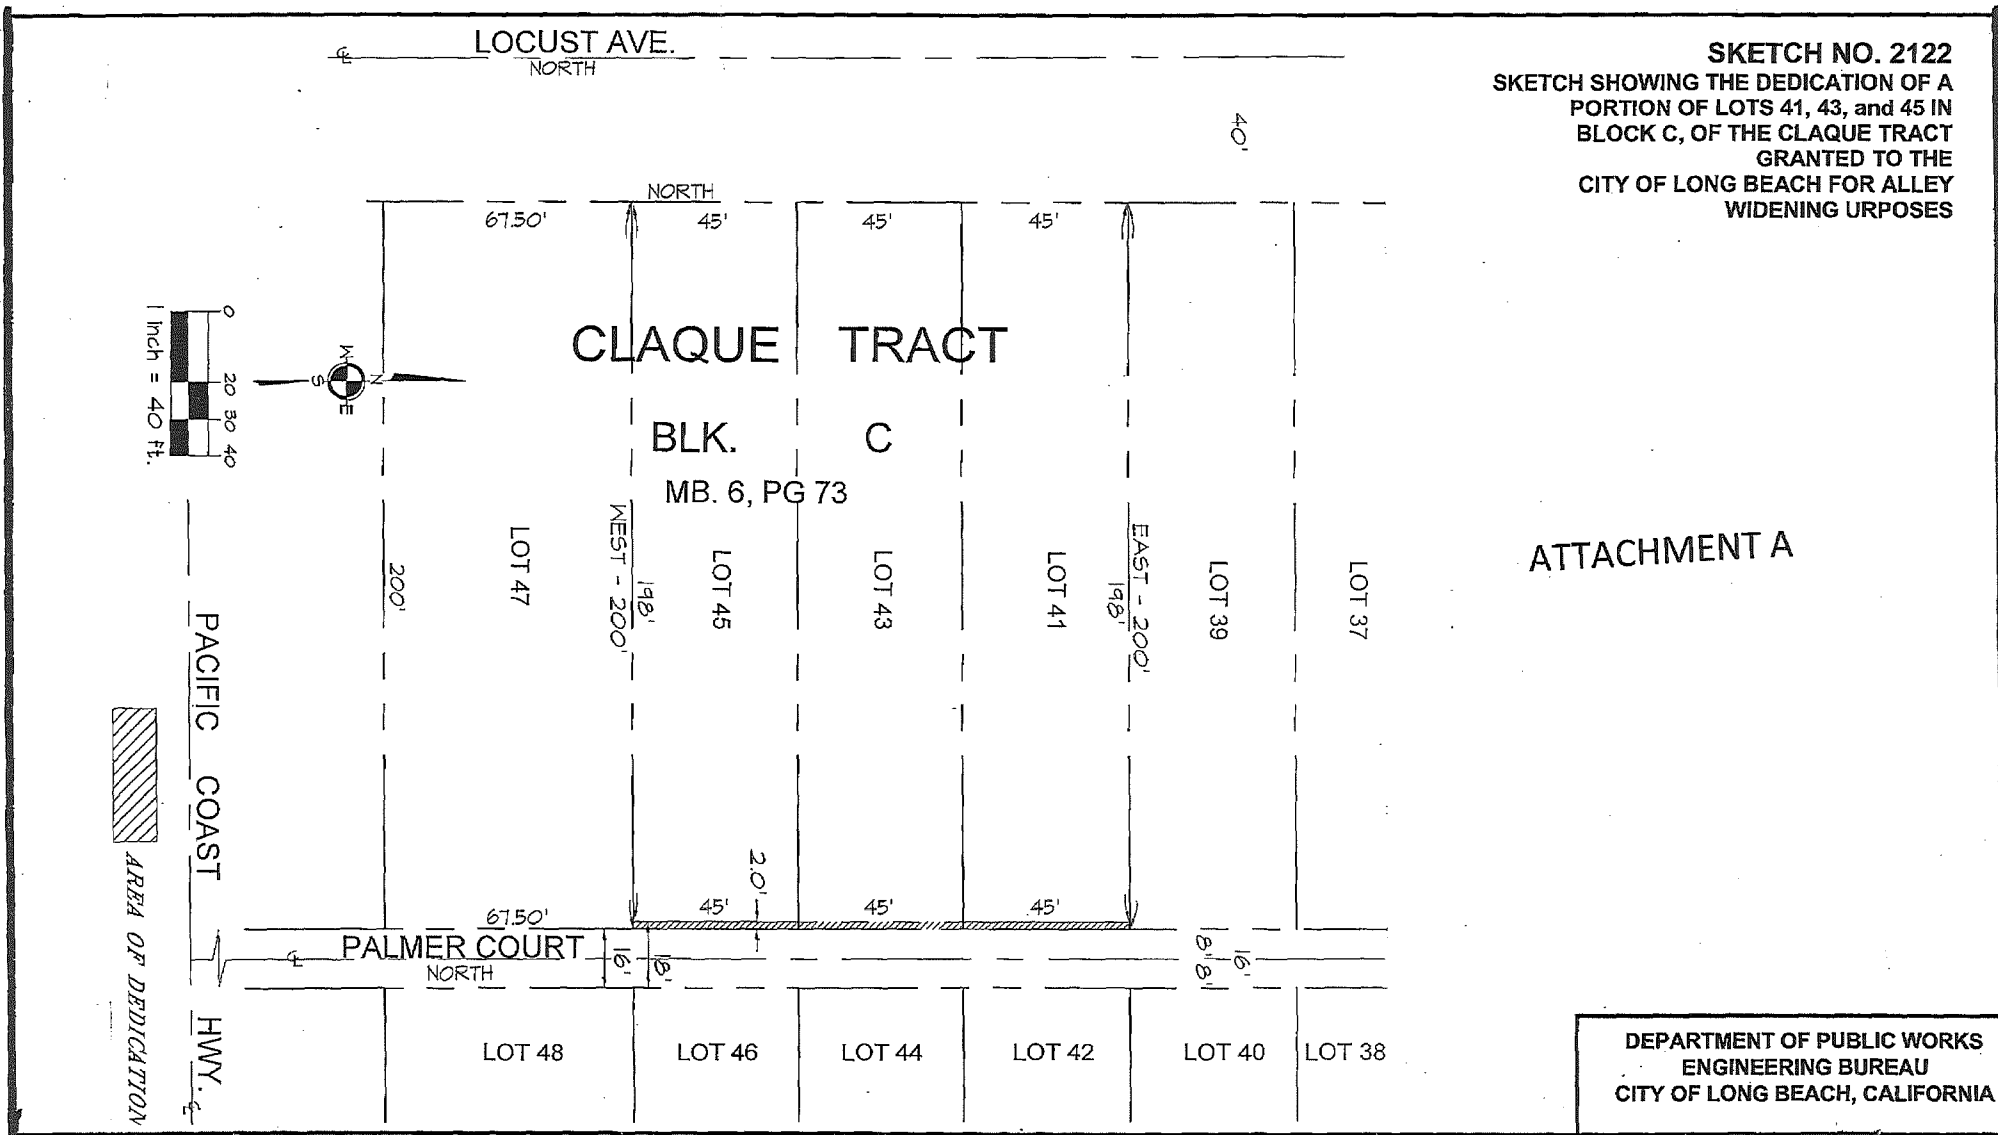 LOCUST AVE.
NORTH
SKETCH NO. 2122
SKETCH SHOWING THE DEDICATION OF A
PORTION OF LOTS 41, 43, and 45 IN
BLOCK C, OF THE CLAQUE TRACT
GRANTED TO THE
CITY OF LONG BEACH FOR ALLEY
WIDENING URPOSES
40'
NORTH
67.50'
45'
45'
45'
0
20
30
40
1 inch = 40 ft.
W
S
N
E
CLAQUE TRACT
BLK. C
MB. 6, PG 73
200'
LOT 47
WEST - 200'
198'
LOT 45
LOT 43
LOT 41
198'
EAST - 200'
LOT 39
LOT 37
ATTACHMENT A
PACIFIC COAST HWY.
AREA OF DEDICATION
2.0'
67.50'
45'
45'
45'
PALMER COURT
NORTH
16'
18'
8'
8'
16'
LOT 48
LOT 46
LOT 44
LOT 42
LOT 40
LOT 38
DEPARTMENT OF PUBLIC WORKS
ENGINEERING BUREAU
CITY OF LONG BEACH, CALIFORNIA